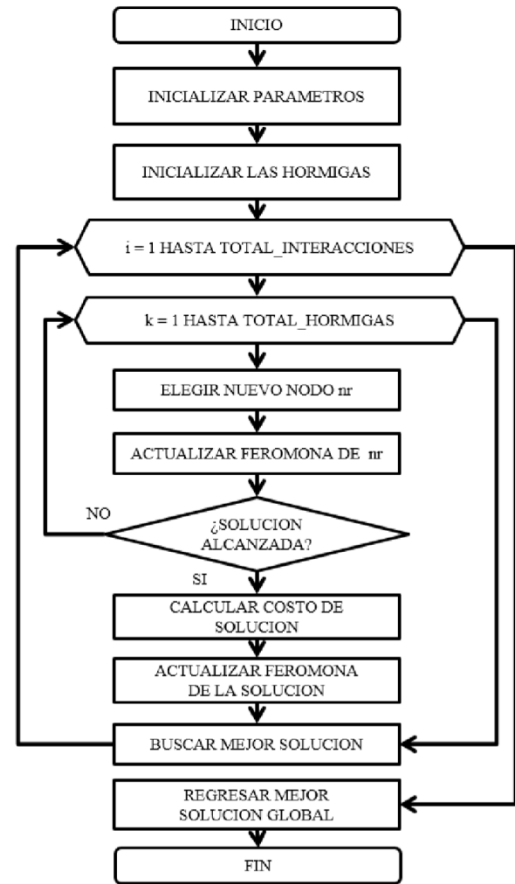 INICIO
INICIALIZAR PARAMETROS
INICIALIZAR LAS HORMIGAS
i = 1 HASTA TOTAL_INTERACCIONES
k = 1 HASTA TOTAL_HORMIGAS
ELEGIR NUEVO NODO nr
ACTUALIZAR FEROMONA DE nr
NO
¿SOLUCION
ALCANZADA?
SI
CALCULAR COSTO DE
SOLUCION
ACTUALIZAR FEROMONA
DE LA SOLUCION
BUSCAR MEJOR SOLUCION
REGRESAR MEJOR
SOLUCION GLOBAL
FIN